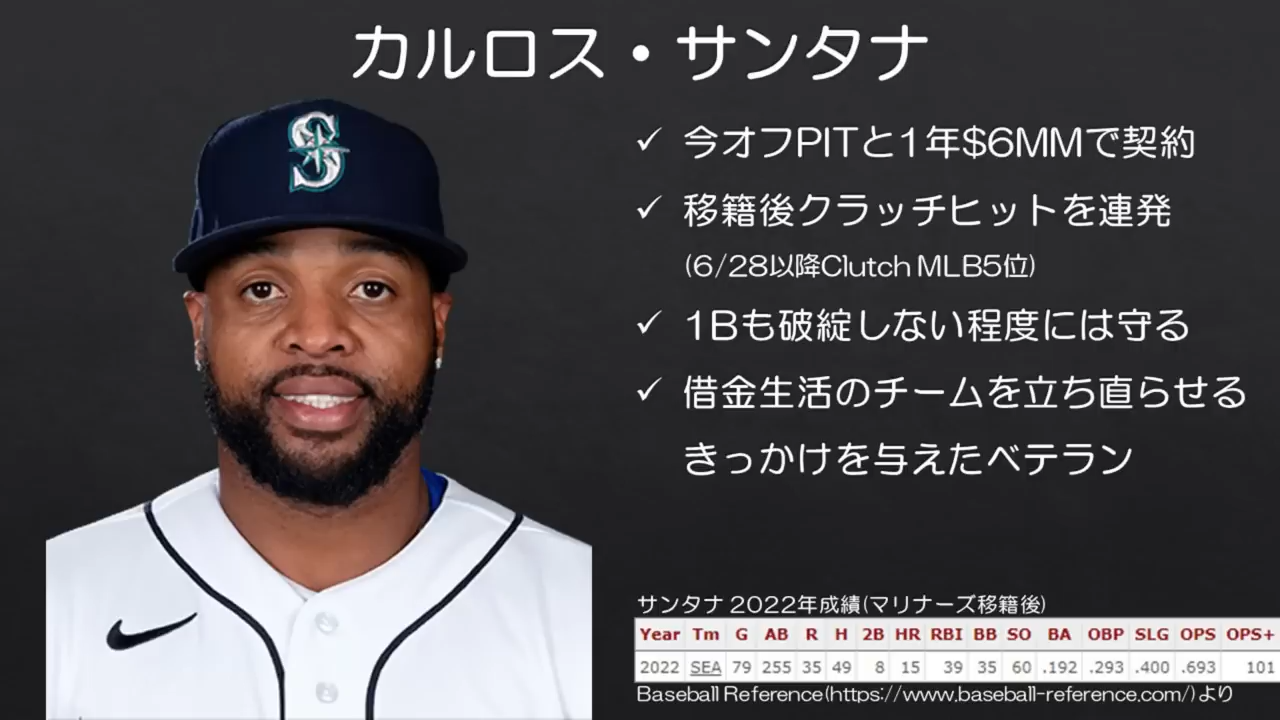 カルロス・サンタナ
S
✓ 今オフPITと1年$6MMで契約
✓ 移籍後クラッチヒットを連発
(6/28以降Clutch MLB5位)
✓ 1Bも破綻しない程度には守る
✓ 借金生活のチームを立ち直らせる
きっかけを与えたベテラン
サンタナ 2022年成績(マリナーズ移籍後)
Year Tm G AB R H 2B HR RBI BB SO BA OBP SLG OPS OPS+
2022 SEA 79 255 35 49 8 15 39 35 60 .192 .293 .400 .693 101
Baseball Reference(https://www.baseball-reference.com/)より